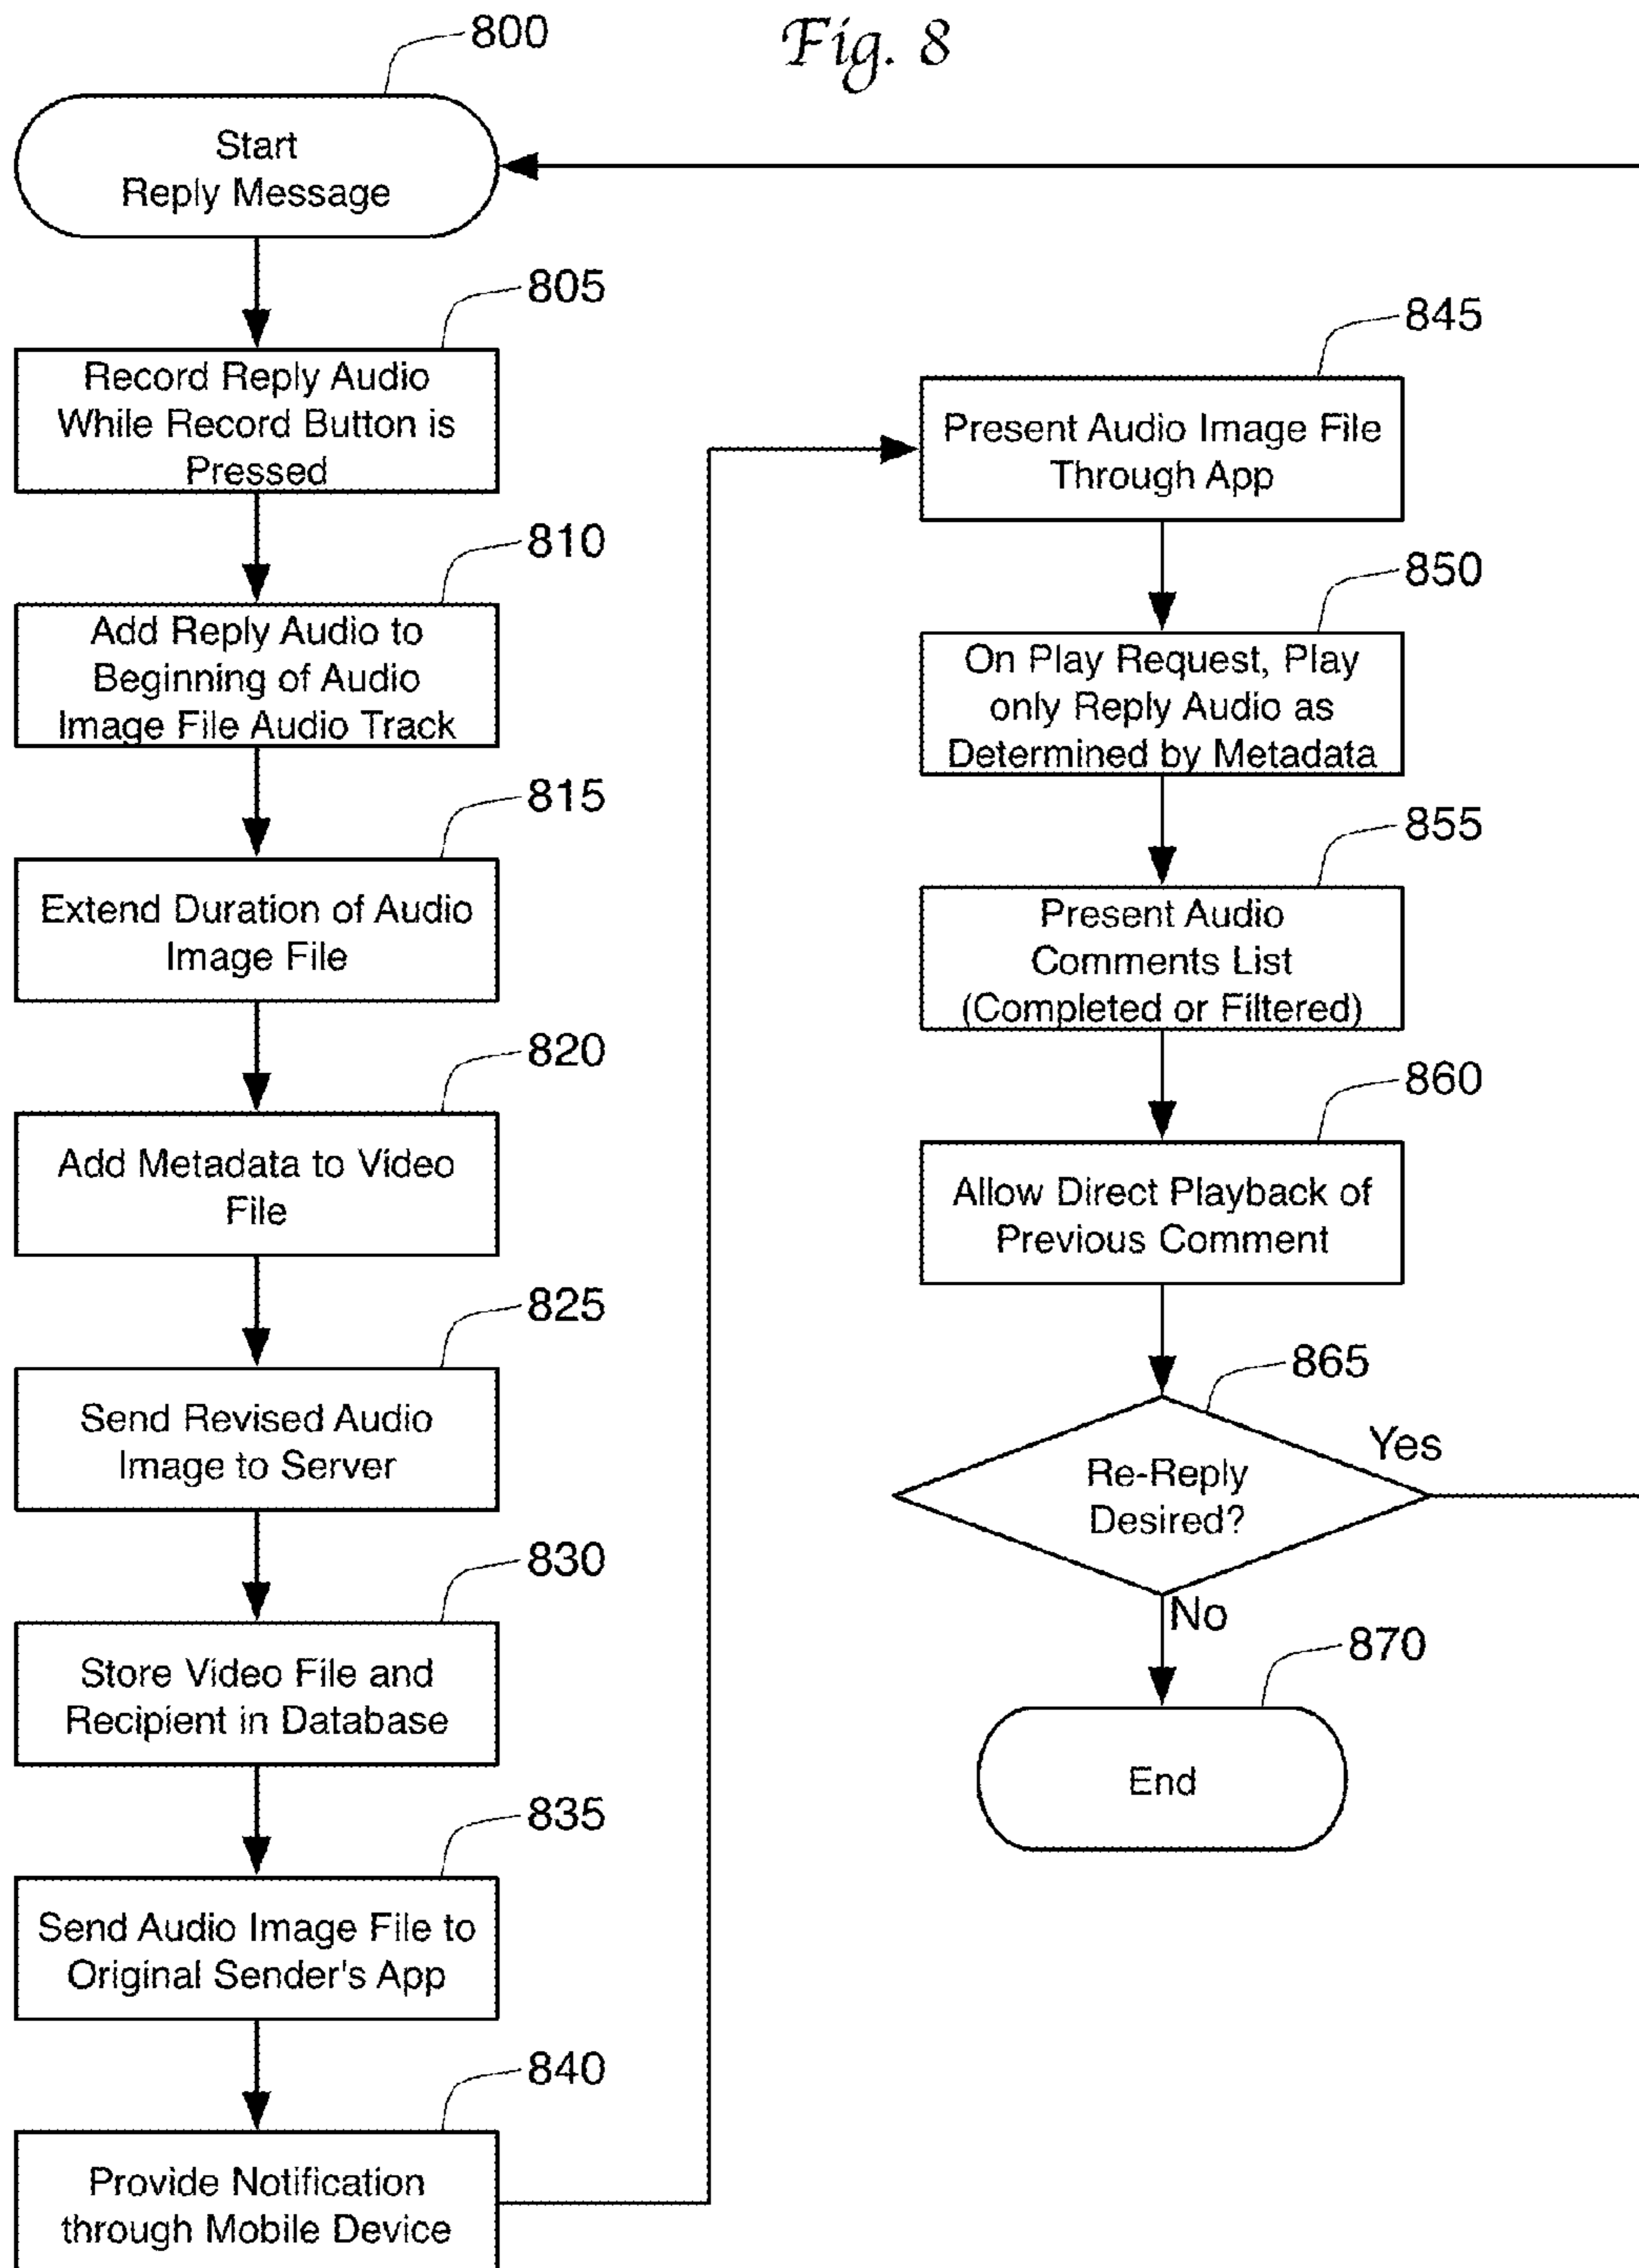 Fig. 8
800
Start
Reply Message
805
Record Reply Audio
While Record Button is
Pressed
810
Add Reply Audio to
Beginning of Audio
Image File Audio Track
815
Extend Duration of Audio
Image File
820
Add Metadata to Video
File
825
Send Revised Audio
Image to Server
830
Store Video File and
Recipient in Database
835
Send Audio Image File to
Original Sender's App
840
Provide Notification
through Mobile Device
845
Present Audio Image File
Through App
850
On Play Request, Play
only Reply Audio as
Determined by Metadata
855
Present Audio
Comments List
(Completed or Filtered)
860
Allow Direct Playback of
Previous Comment
865
Re-Reply
Desired?
Yes
No
870
End